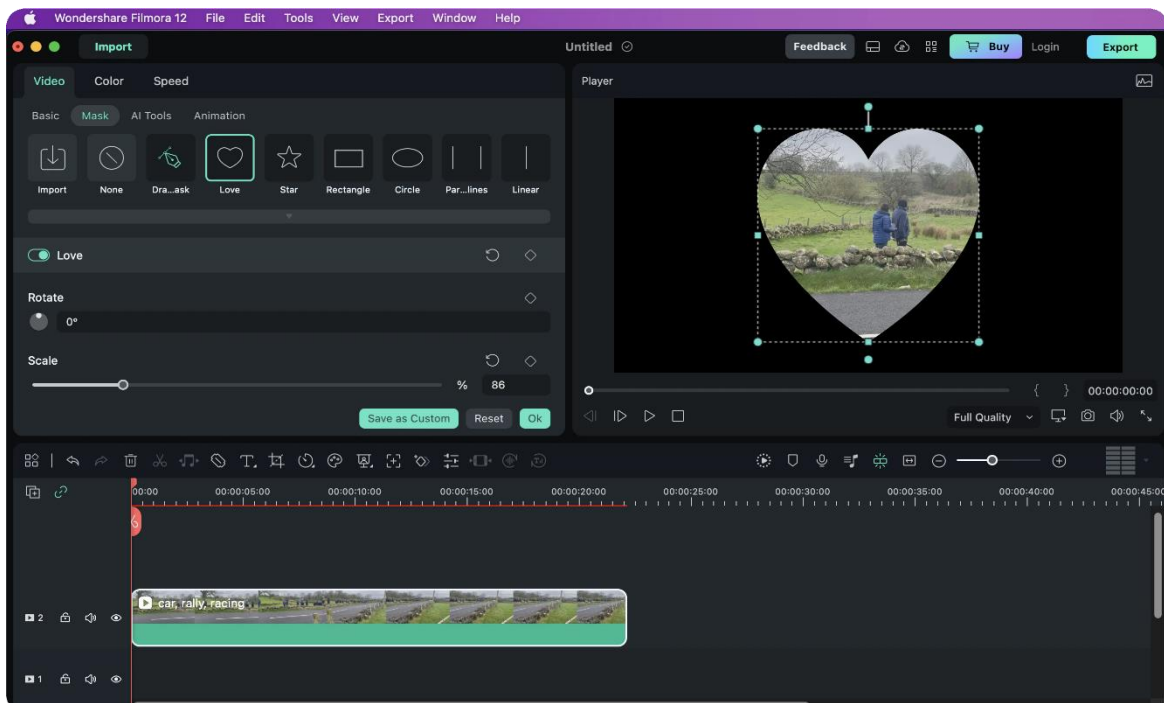 Wondershare Filmora 12 File Edit Tools View Export Window Help
Import Untitled Feedback Buy Login Export
Video Color Speed
Player
Basic Mask AI Tools Animation
Import None Dra...ask Love Star Rectangle Circle Par...lines Linear
Love
Rotate
0°
Scale
% 86
{ } 00:00:00:00
Save as Custom Reset Ok
Full Quality
00:00 00:00:05:00 00:00:10:00 00:00:15:00 00:00:20:00 00:00:25:00 00:00:30:00 00:00:35:00 00:00:40:00 00:00:45:00
car, rally, racing
2
1